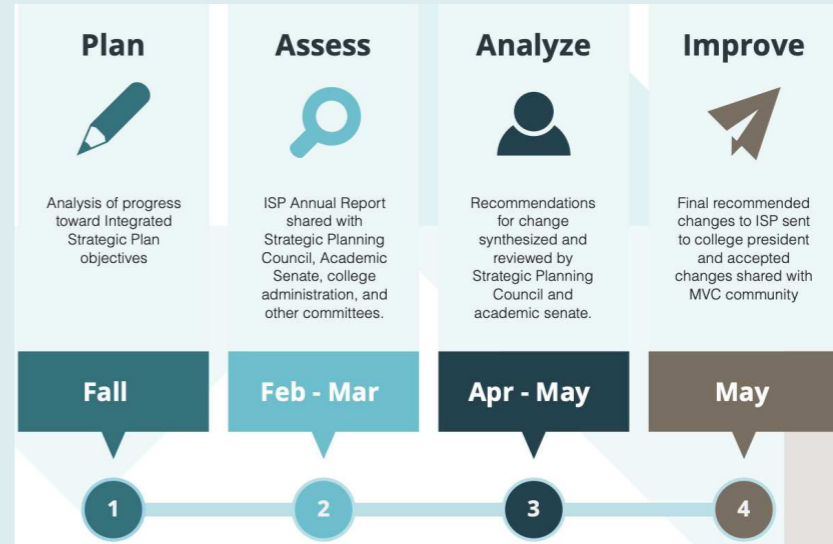 Plan
Analysis of progress
toward Integrated
Strategic Plan
objectives
Fall
1
Assess
ISP Annual Report
shared with
Strategic Planning
Council, Academic
Senate, college
administration, and
other committees.
Feb - Mar
2
Analyze
Recommendations
for change
synthesized and
reviewed by
Strategic Planning
Council and
academic senate.
Apr - May
3
Improve
Final recommended
changes to ISP sent
to college president
and accepted
changes shared with
MVC community
May
4